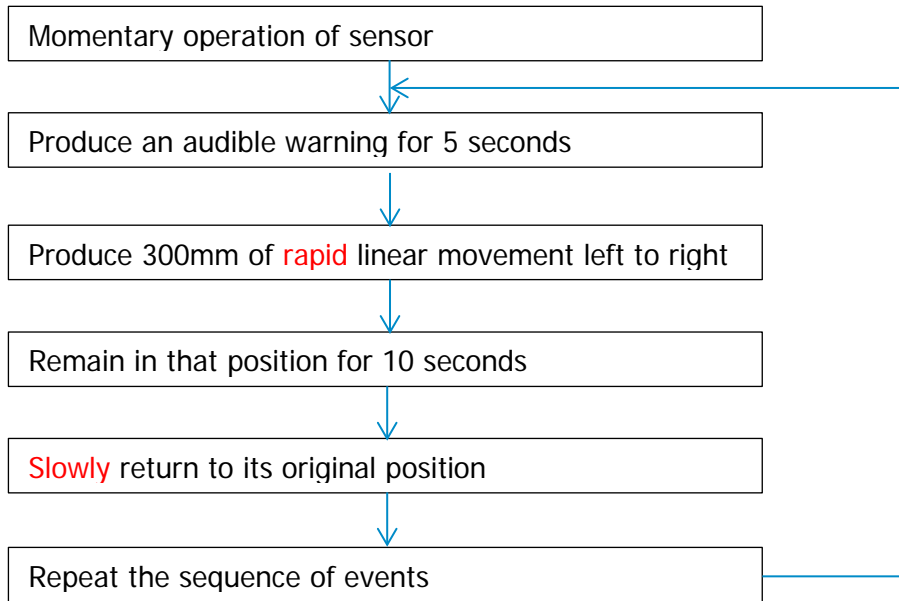 Momentary operation of sensor
Produce an audible warning for 5 seconds
Produce 300mm of rapid linear movement left to right
Remain in that position for 10 seconds
Slowly return to its original position
Repeat the sequence of events